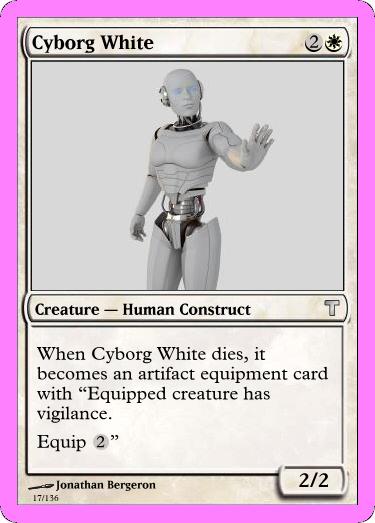 Cyborg White 2
Creature — Human Construct T
When Cyborg White dies, it
becomes an artifact equipment card
with “Equipped creature has
vigilance.
Equip 2”
2/2
Jonathan Bergeron
17/136